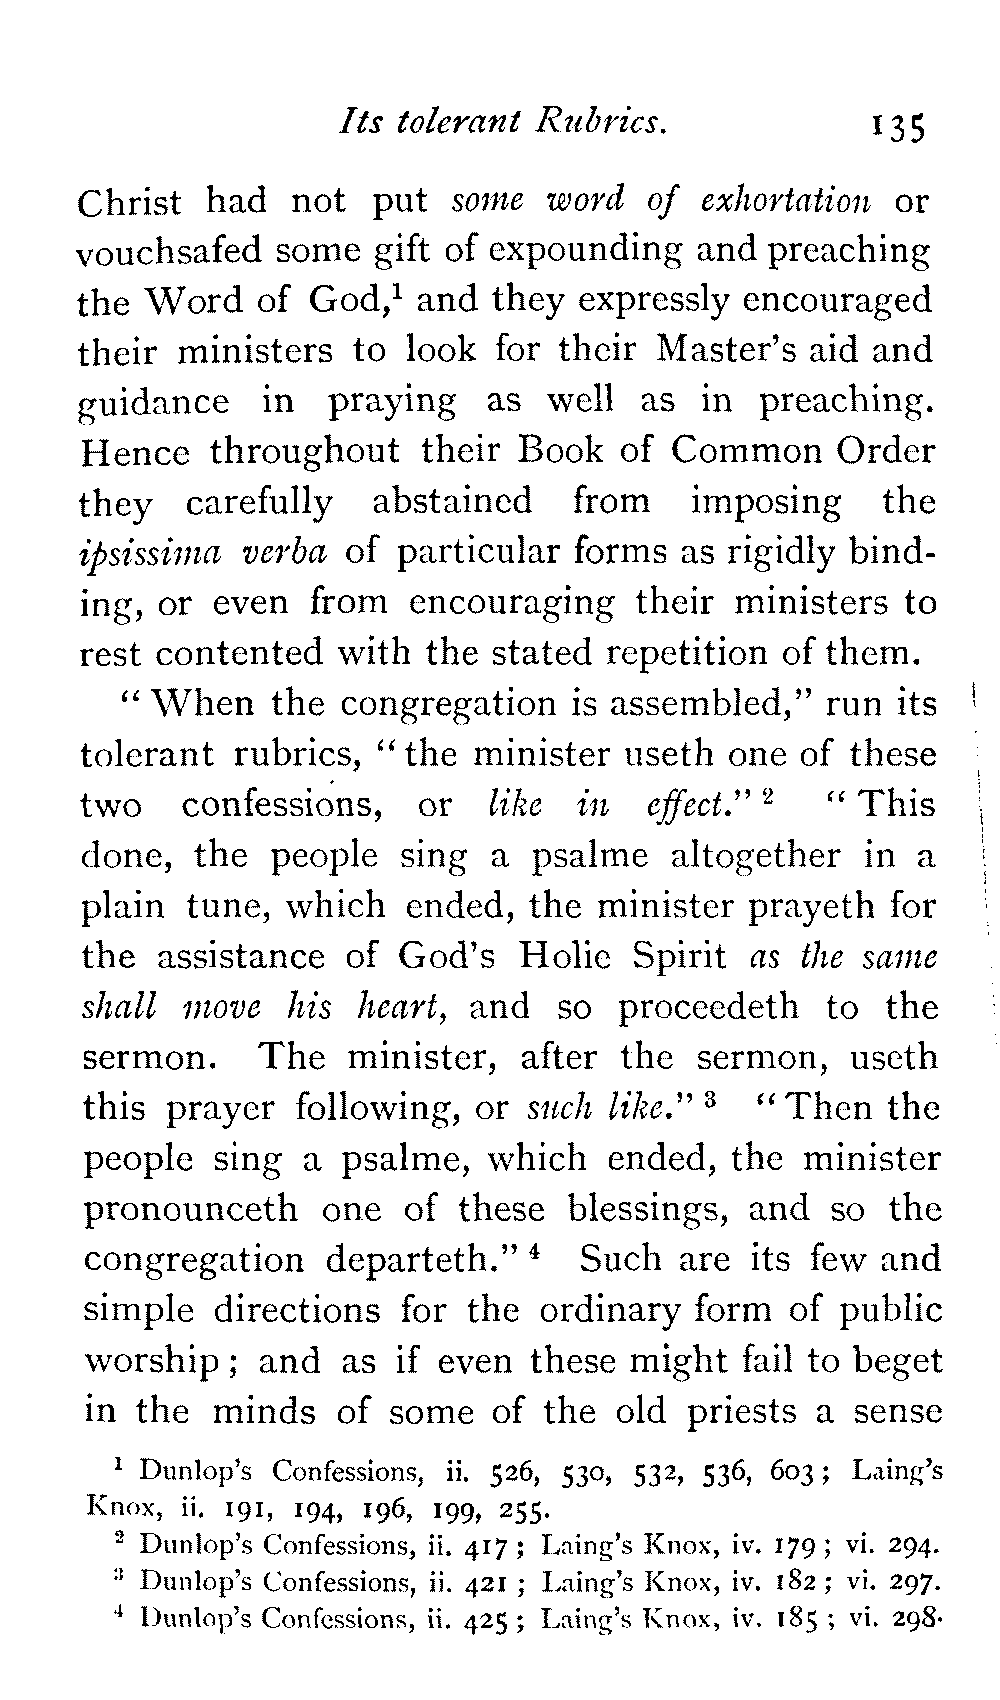 Its tolerant Rubrics. 135
Christ had not put some word of exhortation or
vouchsafed some gift of expounding and preaching
the Word of God,¹ and they expressly encouraged
their ministers to look for their Master's aid and
guidance in praying as well as in preaching.
Hence throughout their Book of Common Order
they carefully abstained from imposing the
ipsissima verba of particular forms as rigidly bind-
ing, or even from encouraging their ministers to
rest contented with the stated repetition of them.
“When the congregation is assembled,” run its
tolerant rubrics, “the minister useth one of these
two confessions, or like in effect.” ² “This
done, the people sing a psalme altogether in a
plain tune, which ended, the minister prayeth for
the assistance of God's Holie Spirit as the same
shall move his heart, and so proceedeth to the
sermon. The minister, after the sermon, useth
this prayer following, or such like.” ³ “Then the
people sing a psalme, which ended, the minister
pronounceth one of these blessings, and so the
congregation departeth.” ⁴ Such are its few and
simple directions for the ordinary form of public
worship; and as if even these might fail to beget
in the minds of some of the old priests a sense
¹ Dunlop's Confessions, ii. 526, 530, 532, 536, 603; Laing's
Knox, ii. 191, 194, 196, 199, 255.
² Dunlop's Confessions, ii. 417; Laing's Knox, iv. 179; vi. 294.
³ Dunlop's Confessions, ii. 421; Laing's Knox, iv. 182; vi. 297.
⁴ Dunlop's Confessions, ii. 425; Laing's Knox, iv. 185; vi. 298.